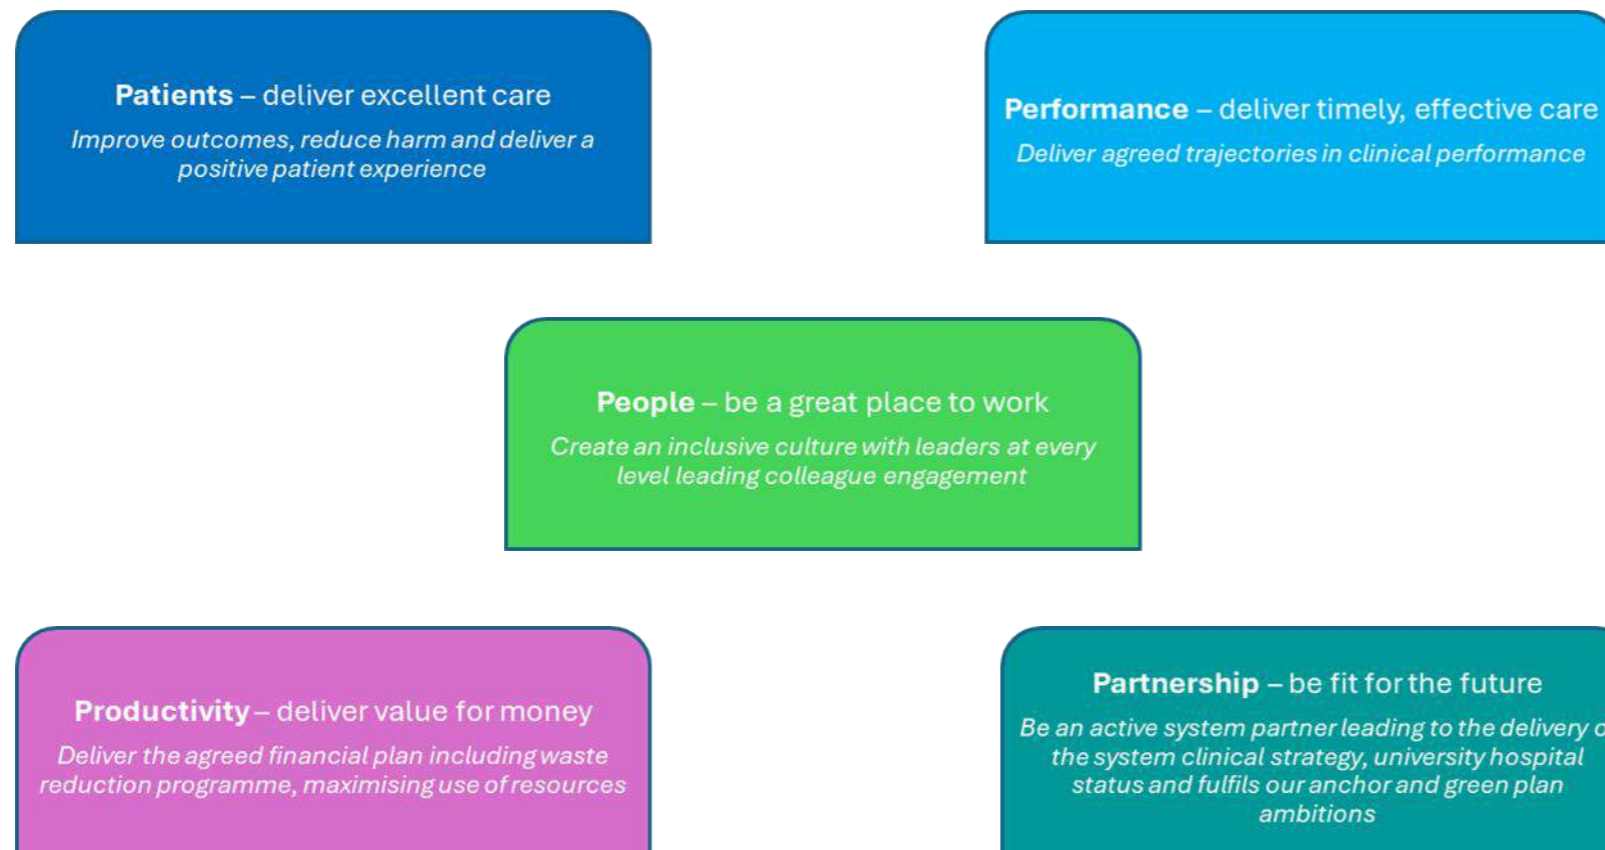 Patients – deliver excellent care
Improve outcomes, reduce harm and deliver a
positive patient experience
Performance – deliver timely, effective care
Deliver agreed trajectories in clinical performance
People – be a great place to work
Create an inclusive culture with leaders at every
level leading colleague engagement
Productivity – deliver value for money
Deliver the agreed financial plan including waste
reduction programme, maximising use of resources
Partnership – be fit for the future
Be an active system partner leading to the delivery
the system clinical strategy, university hospital
status and fulfils our anchor and green plan
ambitions